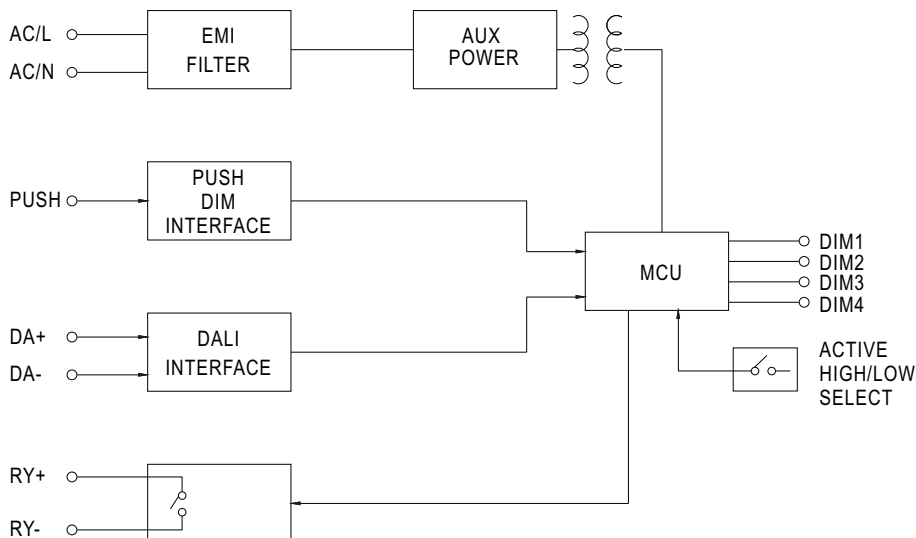 AC/L
AC/N
EMI
FILTER
AUX
POWER
PUSH
PUSH
DIM
INTERFACE
MCU
DIM1
DIM2
DIM3
DIM4
DA+
DA-
DALI
INTERFACE
ACTIVE
HIGH/LOW
SELECT
RY+
RY-